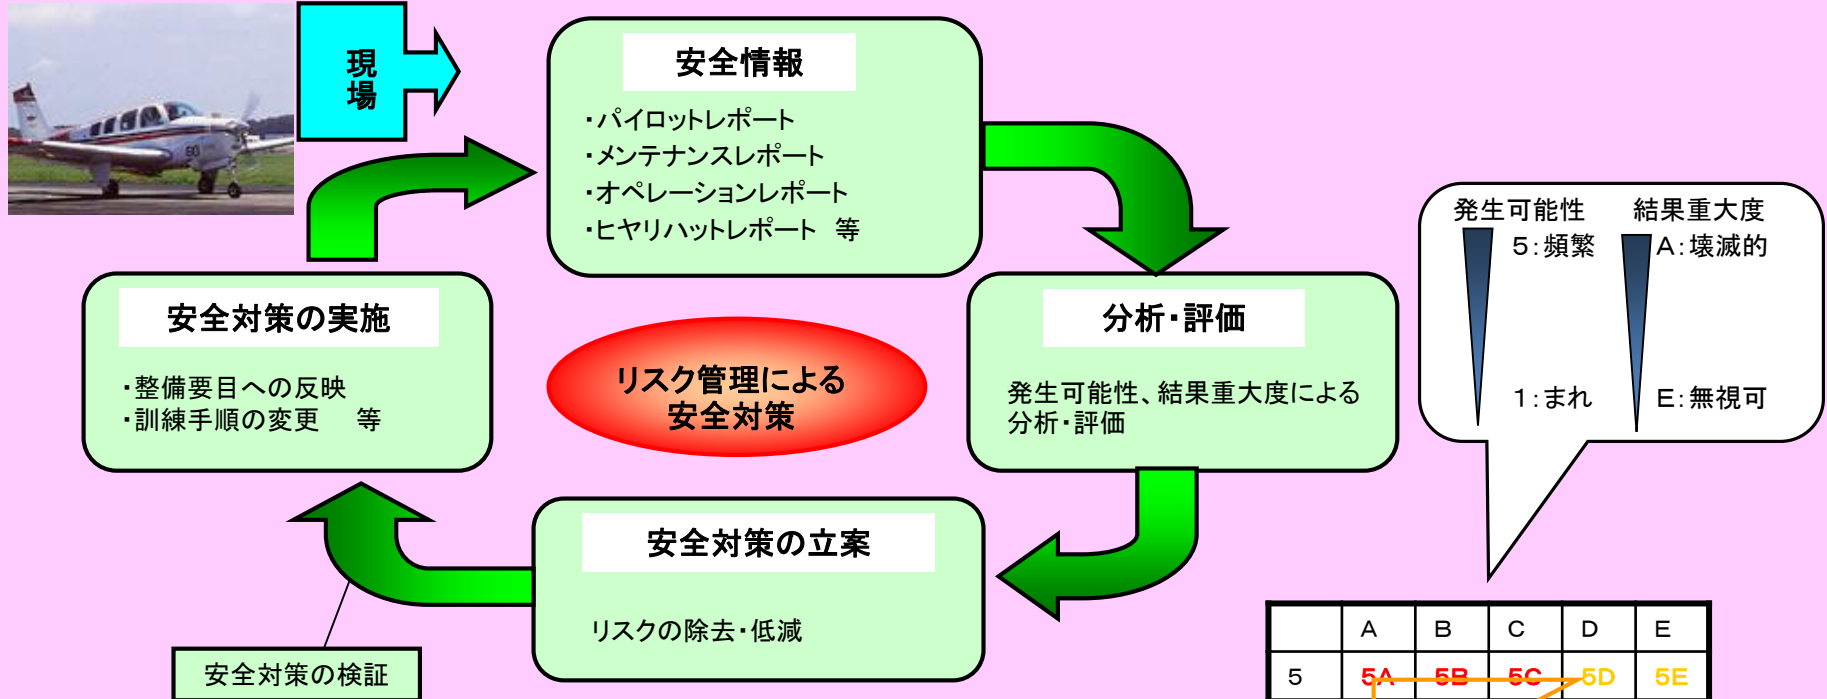 現場
安全情報
・パイロットレポート
・メンテナンスレポート
・オペレーションレポート
・ヒヤリハットレポート 等
発生可能性 結果重大度
5:頻繁 A:壊滅的
1:まれ E:無視可
安全対策の実施
・整備要目への反映
・訓練手順の変更 等
リスク管理による
安全対策
分析・評価
発生可能性、結果重大度による
分析・評価
安全対策の立案
リスクの除去・低減
安全対策の検証
A B C D E
5 5A 5B 5C 5D 5E